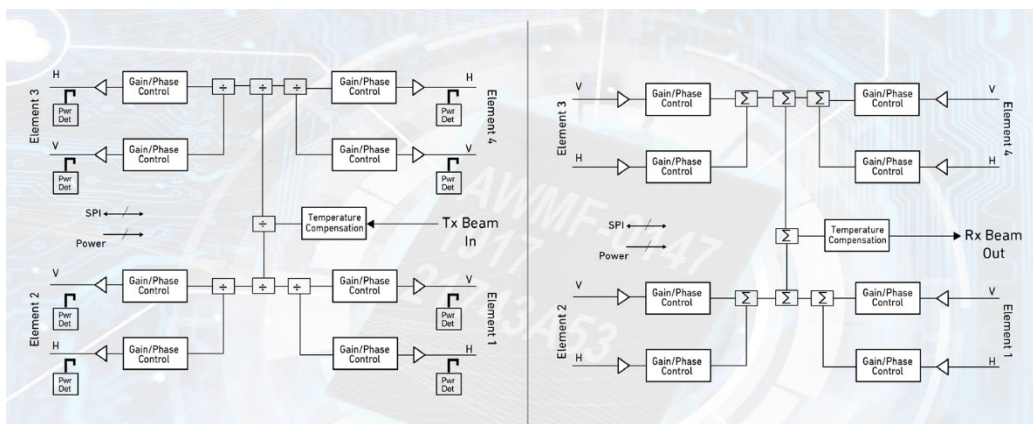 H
Gain/Phase
Control
÷
÷
÷
Gain/Phase
Control
H
Pwr
Det
Pwr
Det
Element 3
Element 4
V
Gain/Phase
Control
Gain/Phase
Control
V
Pwr
Det
Pwr
Det
SPI
Power
÷
Temperature
Compensation
Tx Beam
In
V
Gain/Phase
Control
÷
÷
÷
Gain/Phase
Control
V
Pwr
Det
Pwr
Det
Element 2
Element 1
H
Gain/Phase
Control
Gain/Phase
Control
H
Pwr
Det
Pwr
Det
V
Gain/Phase
Control
Σ
Σ
Σ
Gain/Phase
Control
V
Element 3
Element 4
H
Gain/Phase
Control
Gain/Phase
Control
H
SPI
Power
Σ
Temperature
Compensation
Rx Beam
Out
V
Gain/Phase
Control
Σ
Σ
Σ
Gain/Phase
Control
V
Element 2
Element 1
H
Gain/Phase
Control
Gain/Phase
Control
H